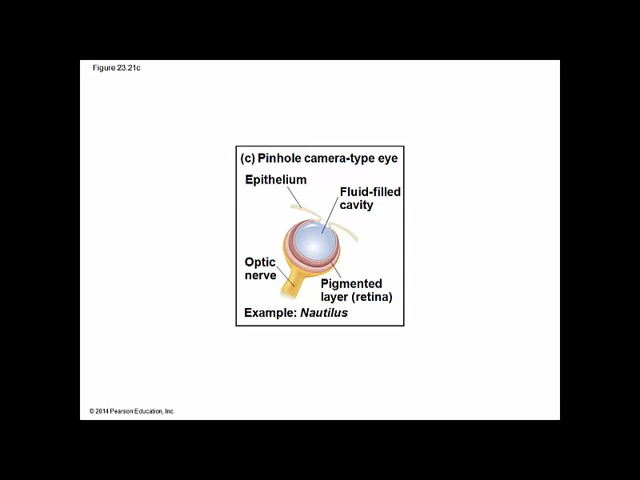 Figure 23.21c
(c) Pinhole camera-type eye
Epithelium
Fluid-filled
cavity
Optic
nerve
Pigmented
layer (retina)
Example: Nautilus
© 2014 Pearson Education, Inc.